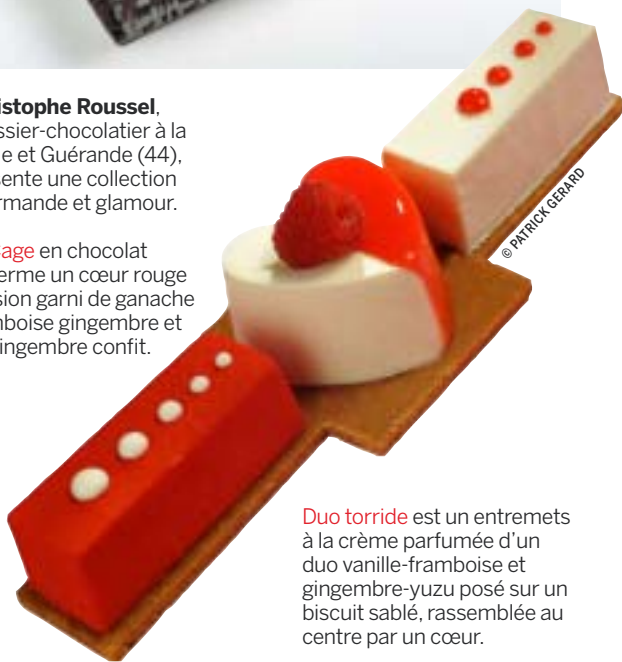 istophe Roussel,
ssier-chocolatier à la
e et Guérande (44),
sente une collection
rmande et glamour.
age en chocolat
erme un cœur rouge
sion garni de ganache
mboise gingembre et
ingembre confit.
© PATRICK GERARD
Duo torride est un entremets
à la crème parfumée d'un
duo vanille-framboise et
gingembre-yuzu posé sur un
biscuit sablé, rassemblée au
centre par un cœur.